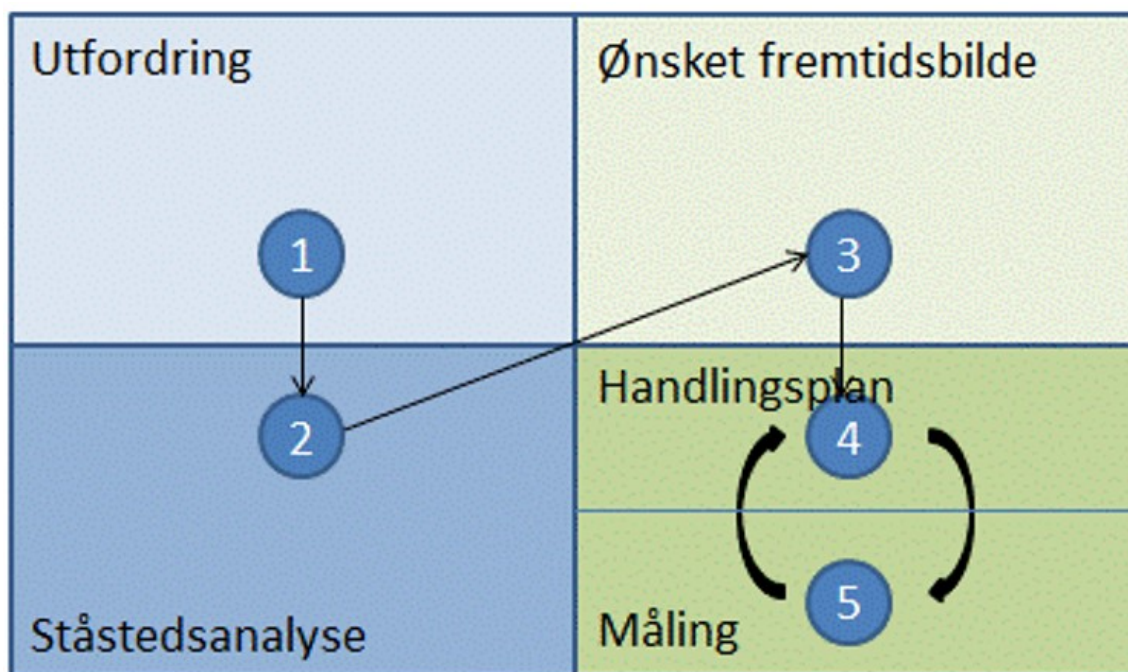 Utfordring
Ønsket fremtidsbilde
1
3
Handlingsplan
2
4
5
Ståstedsanalyse
Måling